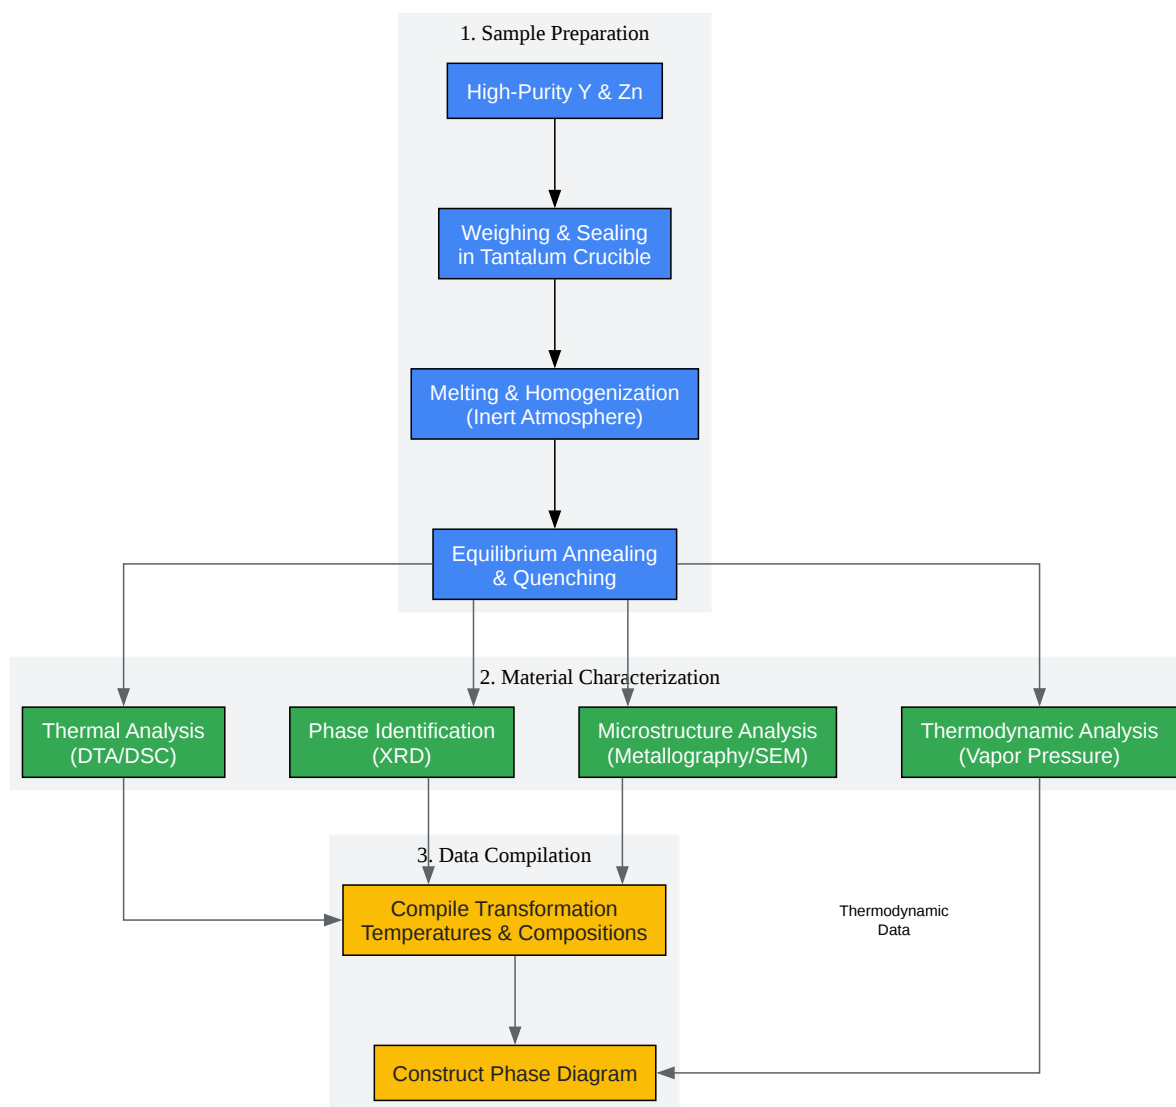 1. Sample Preparation
High-Purity Y & Zn
Weighing & Sealing
in Tantalum Crucible
Melting & Homogenization
(Inert Atmosphere)
Equilibrium Annealing
& Quenching
2. Material Characterization
Thermal Analysis
(DTA/DSC)
Phase Identification
(XRD)
Microstructure Analysis
(Metallography/SEM)
Thermodynamic Analysis
(Vapor Pressure)
3. Data Compilation
Compile Transformation
Temperatures & Compositions
Thermodynamic
Data
Construct Phase Diagram